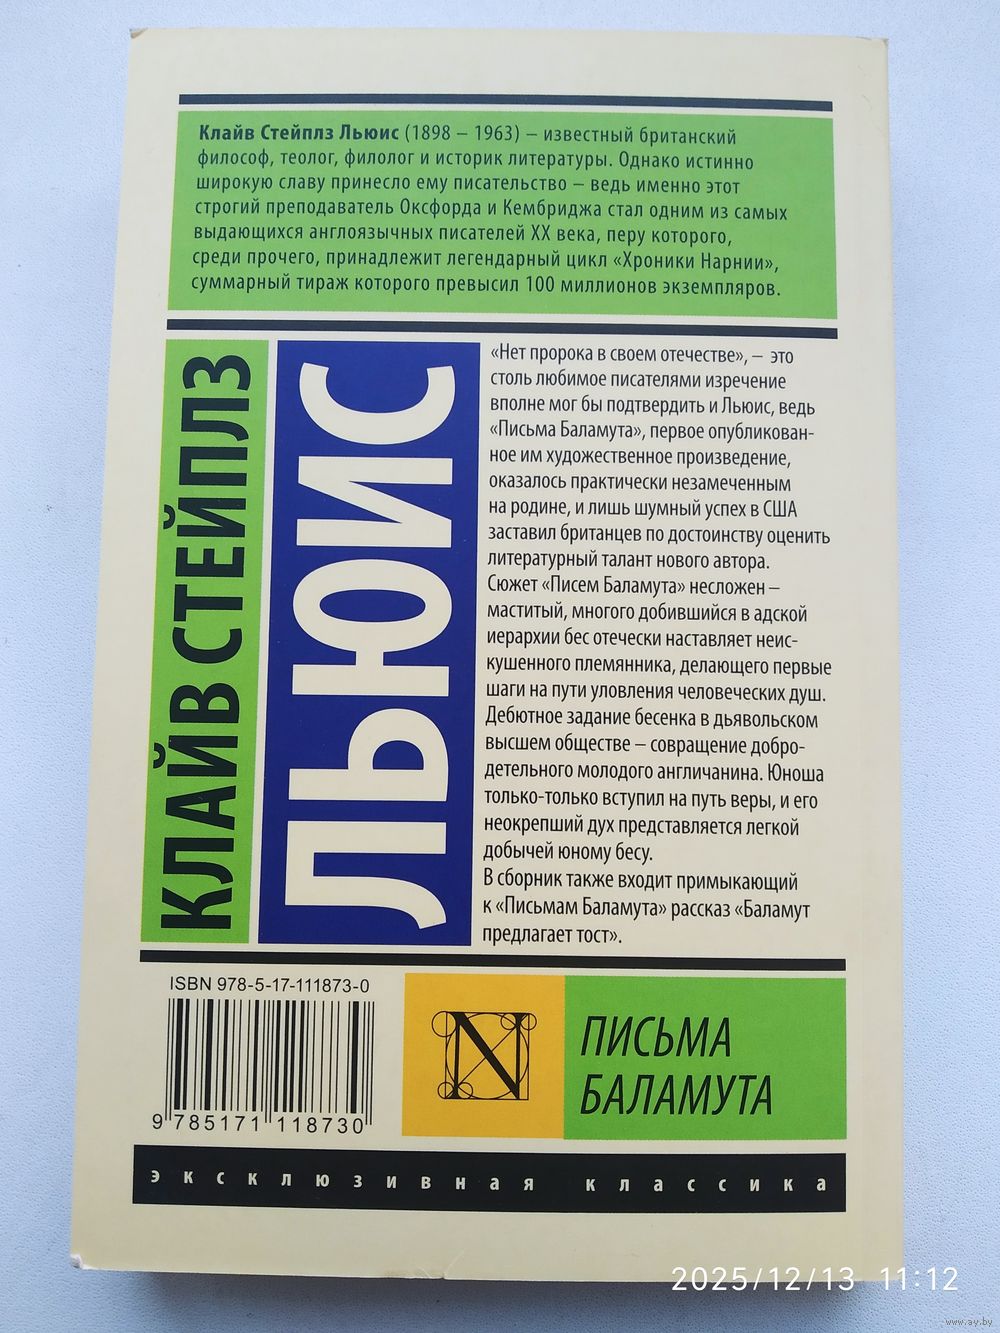 Клайв Стейплз Льюис (1898 – 1963) – известный британский
философ, теолог, филолог и историк литературы. Однако истинно
широкую славу принесло ему писательство – ведь именно этот
строгий преподаватель Оксфорда и Кембриджа стал одним из самых
выдающихся англоязычных писателей XX века, перу которого,
среди прочего, принадлежит легендарный цикл «Хроники Нарнии»,
суммарный тираж которого превысил 100 миллионов экземпляров.
КЛАЙВ СТЕЙПЛЗ
ЛЬЮИС
«Нет пророка в своем отечестве», – это
столь любимое писателями изречение
вполне мог бы подтвердить и Льюис, ведь
«Письма Баламута», первое опубликован-
ное им художественное произведение,
оказалось практически незамеченным
на родине, и лишь шумный успех в США
заставил британцев по достоинству оценить
литературный талант нового автора.
Сюжет «Писем Баламута» несложен –
маститый, многого добившийся в адской
иерархии бес отечески наставляет неис-
кушенного племянника, делающего первые
шаги на пути уловления человеческих душ.
Дебютное задание бесенка в дьявольском
высшем обществе – совращение добро-
детельного молодого англичанина. Юноша
только-только вступил на путь веры, и его
неокрепший дух представляется легкой
добычей юному бесу.
В сборник также входит примыкающий
к «Письмам Баламута» рассказ «Баламут
предлагает тост».
ISBN 978-5-17-111873-0
9 785171 118730
N
ПИСЬМА
БАЛАМУТА
эксклюзивная классика
2025/12/13 11:12
www.ay.by